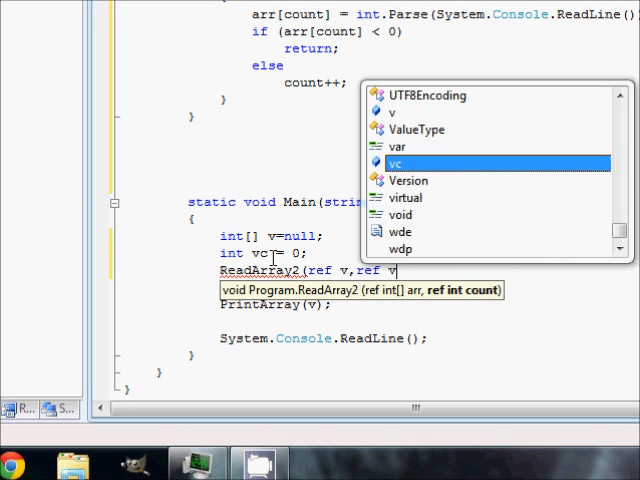 {
arr[count] = int.Parse(System.Console.ReadLine()
if (arr[count] < 0)
return;
else
count++;
}
}
UTF8Encoding
v
ValueType
var
vc
Version
virtual
void
wde
wdp
static void Main(strin
{
int[] v=null;
int vc = 0;
ReadArray2(ref v,ref v
void Program.ReadArray2 (ref int[] arr, ref int count)
PrintArray(v);
System.Console.ReadLine();
}
}
}
R...
S...